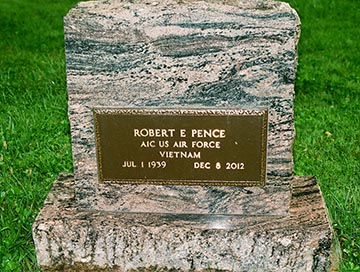 ROBERT E PENCE
A1C US AIR FORCE
VIETNAM
JUL 1 1939 DEC 8 2012